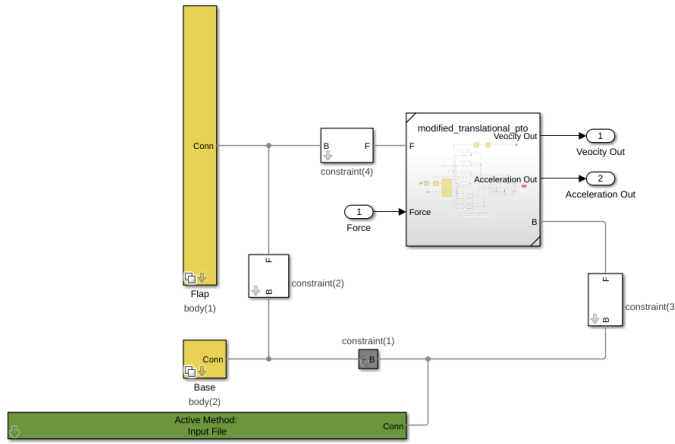 Conn
Flap
body(1)
B
F
constraint(4)
modified_translational_pto
F
Force
Veocity Out
Acceleration Out
B
1
Force
1
Veocity Out
2
Acceleration Out
F
B
constraint(2)
F
B
constraint(3
Conn
Base
body(2)
constraint(1)
B
Active Method:
Input File
Conn